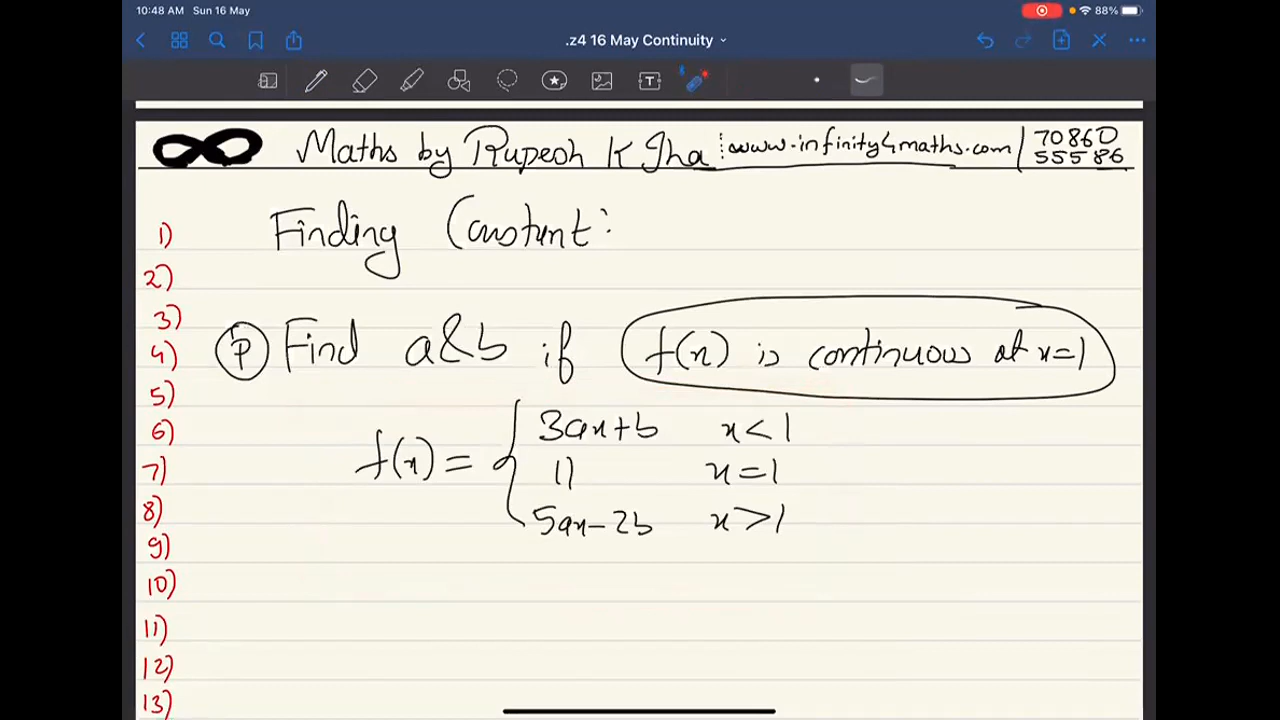 10:48 AM Sun 16 May 88%
.z4 16 May Continuity
Maths by Rupesh K Jha www.infinity4maths.com 70860 55586
Finding Constant:
1)
2)
3)
4) P Find a&b if f(x) is continuous at x=1
5)
6) 3ax+b x<1
7) f(x) = { 11 x=1
8) 5ax-2b x>1
9)
10)
11)
12)
13)